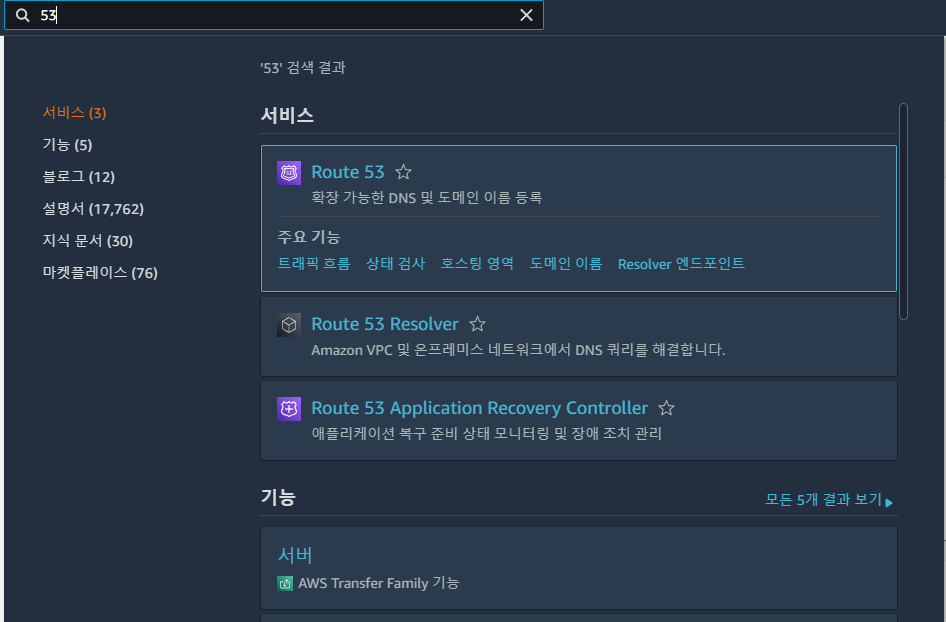 53
'53' 검색 결과
서비스 (3)
기능 (5)
블로그 (12)
설명서 (17,762)
지식 문서 (30)
마켓플레이스 (76)
서비스
Route 53
확장 가능한 DNS 및 도메인 이름 등록
주요 기능
트래픽 흐름 상태 검사 호스팅 영역 도메인 이름 Resolver 엔드포인트
Route 53 Resolver
Amazon VPC 및 온프레미스 네트워크에서 DNS 쿼리를 해결합니다.
Route 53 Application Recovery Controller
애플리케이션 복구 준비 상태 모니터링 및 장애 조치 관리
기능
모든 5개 결과 보기
서버
AWS Transfer Family 기능